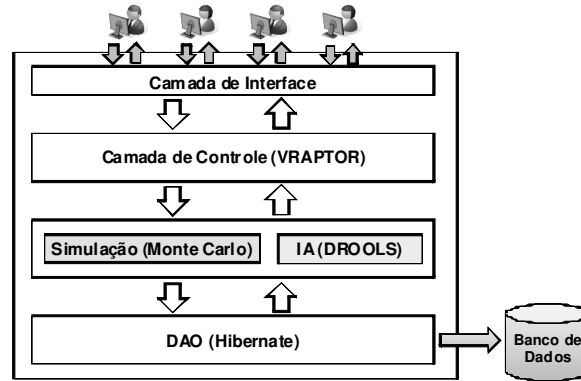 Camada de Interface
Camada de Controle (VRAPTOR)
Simulação (Monte Carlo)
IA (DROOLS)
DAO (Hibernate)
Banco de
Dados